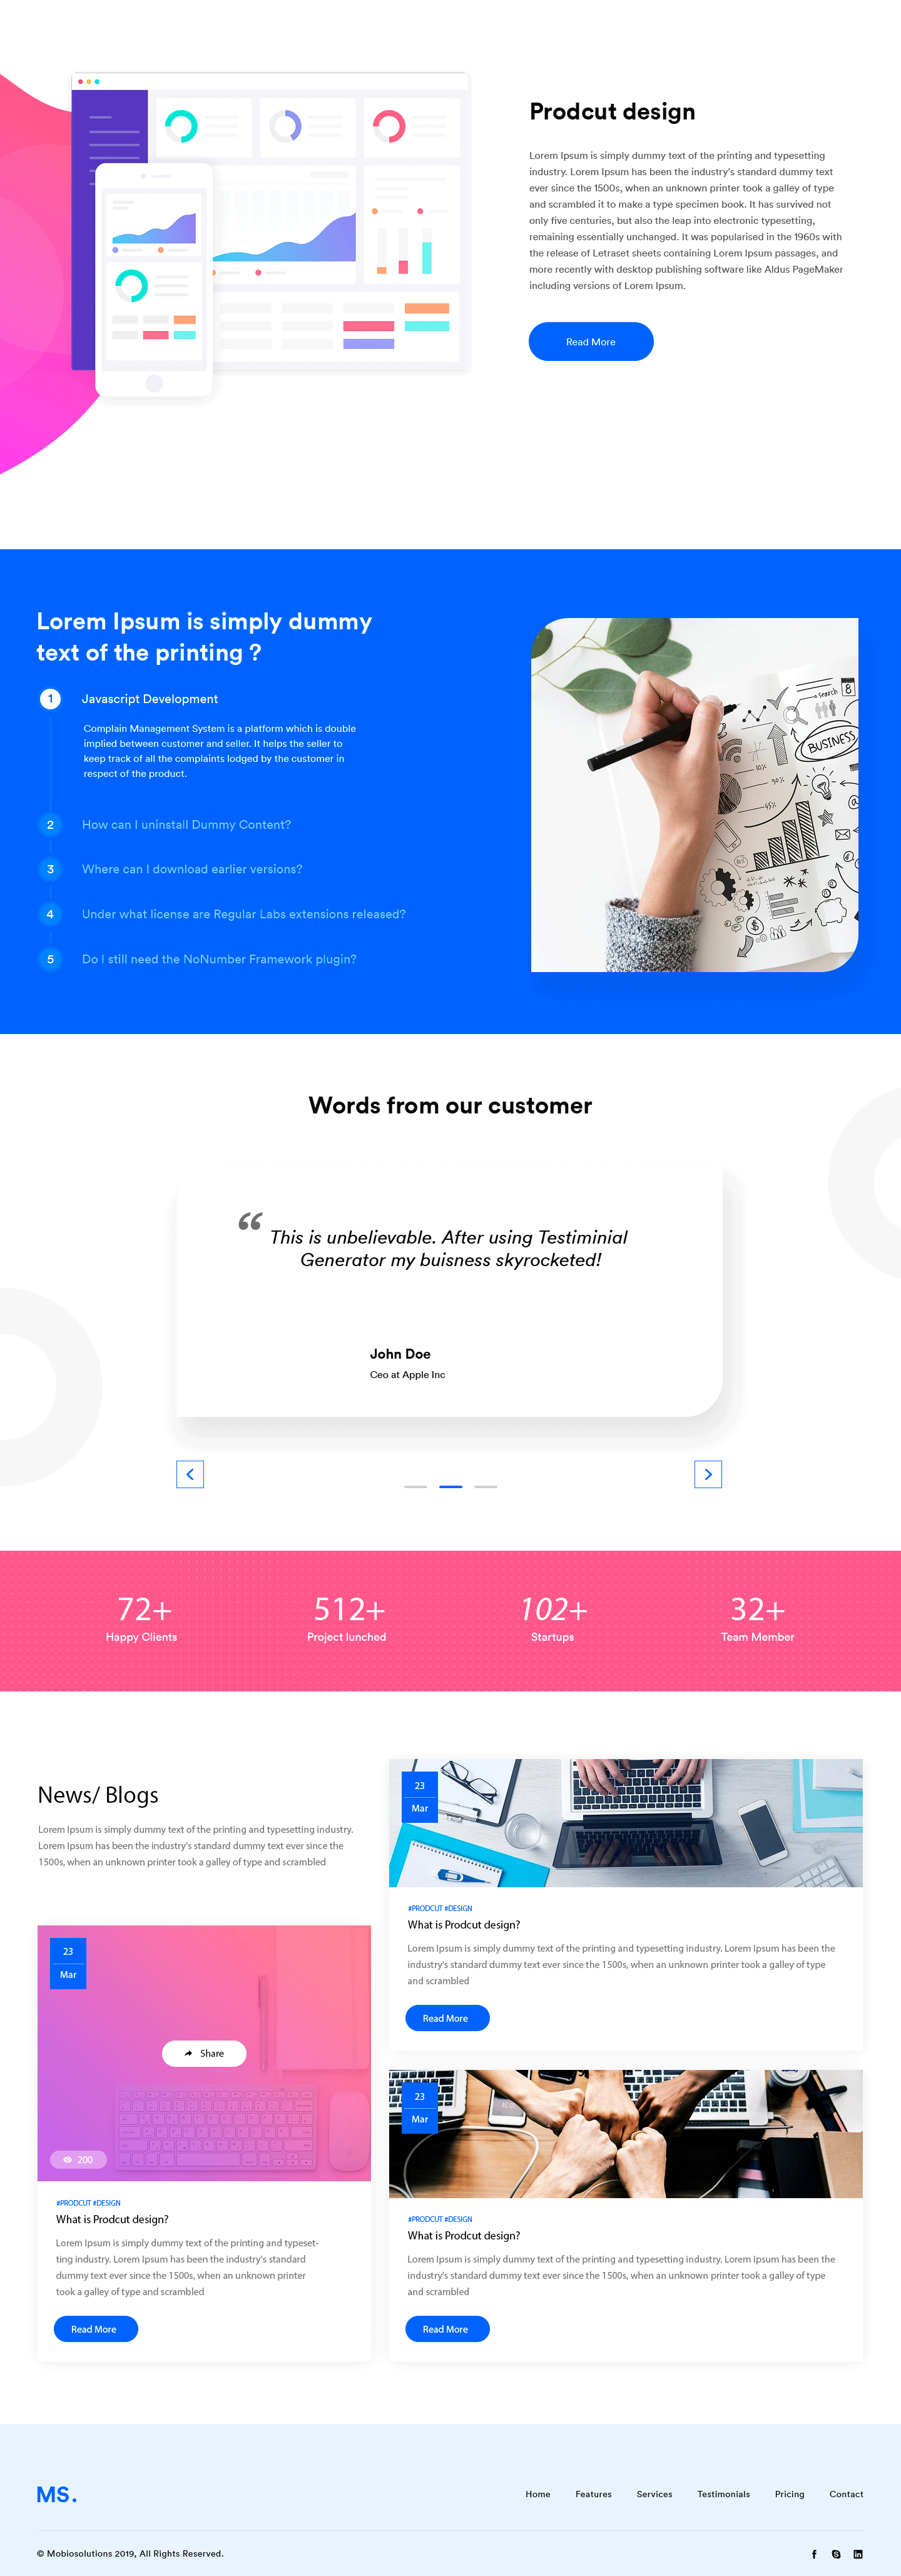 Prodcut design
Lorem Ipsum is simply dummy text of the printing and typesetting
industry. Lorem Ipsum has been the industry's standard dummy text
ever since the 1500s, when an unknown printer took a galley of type
and scrambled it to make a type specimen book. It has survived not
only five centuries, but also the leap into electronic typesetting,
remaining essentially unchanged. It was popularised in the 1960s with
the release of Letraset sheets containing Lorem Ipsum passages, and
more recently with desktop publishing software like Aldus PageMaker
including versions of Lorem Ipsum.
Read More
Lorem Ipsum is simply dummy
text of the printing ?
1 Javascript Development
Complain Management System is a platform which is double
implied between customer and seller. It helps the seller to
keep track of all the complaints lodged by the customer in
respect of the product.
2 How can I uninstall Dummy Content?
3 Where can I download earlier versions?
4 Under what license are Regular Labs extensions released?
5 Do I still need the NoNumber Framework plugin?
search
8
BUSINESS
10%
50%
45%
Words from our customer
“ This is unbelievable. After using Testiminial
Generator my buisness skyrocketed!
John Doe
Ceo at Apple Inc
72+ 512+ 102+ 32+
Happy Clients Project lunched Startups Team Member
News/ Blogs
Lorem Ipsum is simply dummy text of the printing and typesetting industry.
Lorem Ipsum has been the industry's standard dummy text ever since the
1500s, when an unknown printer took a galley of type and scrambled
23
Mar
Share
200
#PRODCUT #DESIGN
What is Prodcut design?
Lorem Ipsum is simply dummy text of the printing and typeset-
ting industry. Lorem Ipsum has been the industry's standard
dummy text ever since the 1500s, when an unknown printer
took a galley of type and scrambled
Read More
23
Mar
#PRODCUT #DESIGN
What is Prodcut design?
Lorem Ipsum is simply dummy text of the printing and typesetting industry. Lorem Ipsum has been the
industry's standard dummy text ever since the 1500s, when an unknown printer took a galley of type
and scrambled
Read More
23
Mar
#PRODCUT #DESIGN
What is Prodcut design?
Lorem Ipsum is simply dummy text of the printing and typesetting industry. Lorem Ipsum has been the
industry's standard dummy text ever since the 1500s, when an unknown printer took a galley of type
and scrambled
Read More
MS.
Home Features Services Testimonials Pricing Contact
© Mobiosolutions 2019, All Rights Reserved.